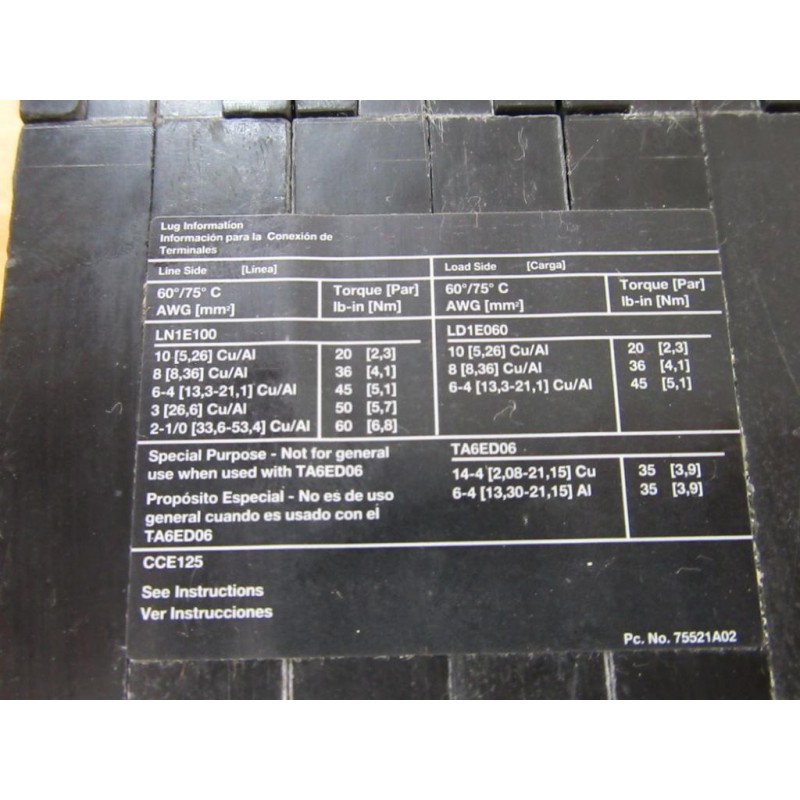 Lug Information
Información para la Conexión de
Terminales
Line Side [Línea]
60°/75° C
AWG [mm²]
Torque [Par]
lb-in [Nm]
LN1E100
10 [5,26] Cu/Al 20 [2,3]
8 [8,36] Cu/Al 36 [4,1]
6-4 [13,3-21,1] Cu/Al 45 [5,1]
3 [26,6] Cu/Al 50 [5,7]
2-1/0 [33,6-53,4] Cu/Al 60 [6,8]
Load Side [Carga]
60°/75° C
AWG [mm²]
Torque [Par]
lb-in [Nm]
LD1E060
10 [5,26] Cu/Al 20 [2,3]
8 [8,36] Cu/Al 36 [4,1]
6-4 [13,3-21,1] Cu/Al 45 [5,1]
Special Purpose - Not for general
use when used with TA6ED06
Propósito Especial - No es de uso
general cuando es usado con el
TA6ED06
TA6ED06
14-4 [2,08-21,15] Cu 35 [3,9]
6-4 [13,30-21,15] Al 35 [3,9]
CCE125
See Instructions
Ver Instrucciones
Pc. No. 75521A02